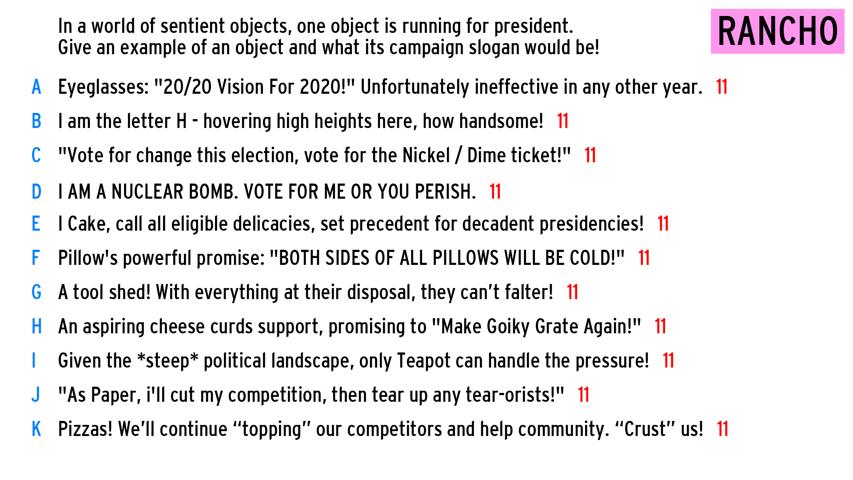 In a world of sentient objects, one object is running for president.
Give an example of an object and what its campaign slogan would be!
RANCHO
A Eyeglasses: "20/20 Vision For 2020!" Unfortunately ineffective in any other year. 11
B I am the letter H - hovering high heights here, how handsome! 11
C "Vote for change this election, vote for the Nickel / Dime ticket!" 11
D I AM A NUCLEAR BOMB. VOTE FOR ME OR YOU PERISH. 11
E I Cake, call all eligible delicacies, set precedent for decadent presidencies! 11
F Pillow's powerful promise: "BOTH SIDES OF ALL PILLOWS WILL BE COLD!" 11
G A tool shed! With everything at their disposal, they can’t falter! 11
H An aspiring cheese curds support, promising to "Make Goiky Grate Again!" 11
I Given the *steep* political landscape, only Teapot can handle the pressure! 11
J "As Paper, i'll cut my competition, then tear up any tear-orists!" 11
K Pizzas! We’ll continue “topping” our competitors and help community. “Crust” us! 11